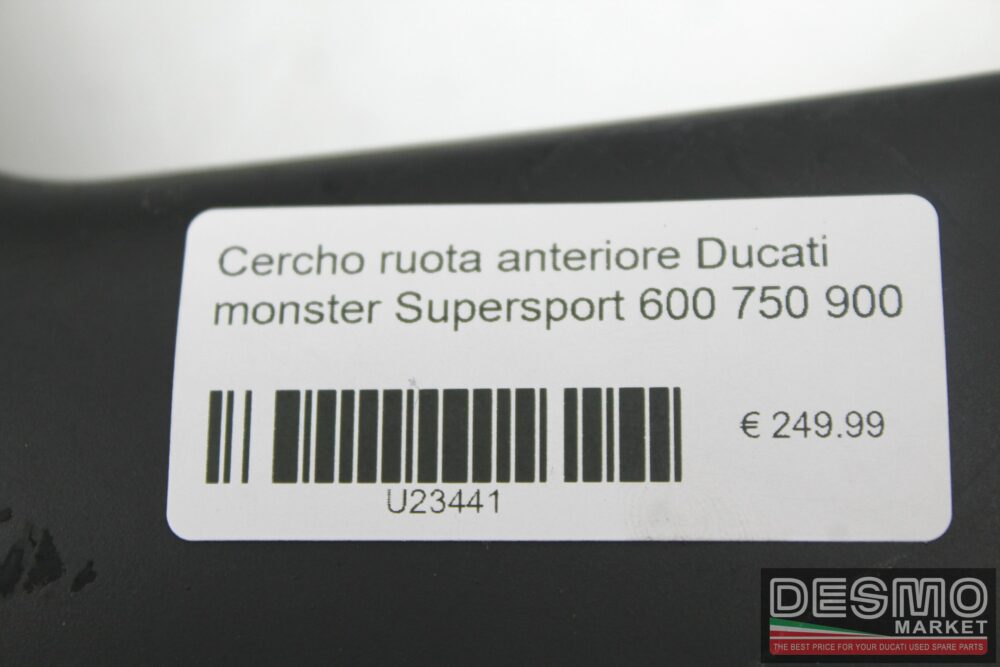 Cercho ruota anteriore Ducati
monster Supersport 600 750 900
€ 249.99
U23441
DESMO
MARKET
THE BEST PRICE FOR YOUR DUCATI USED SPARE PARTS